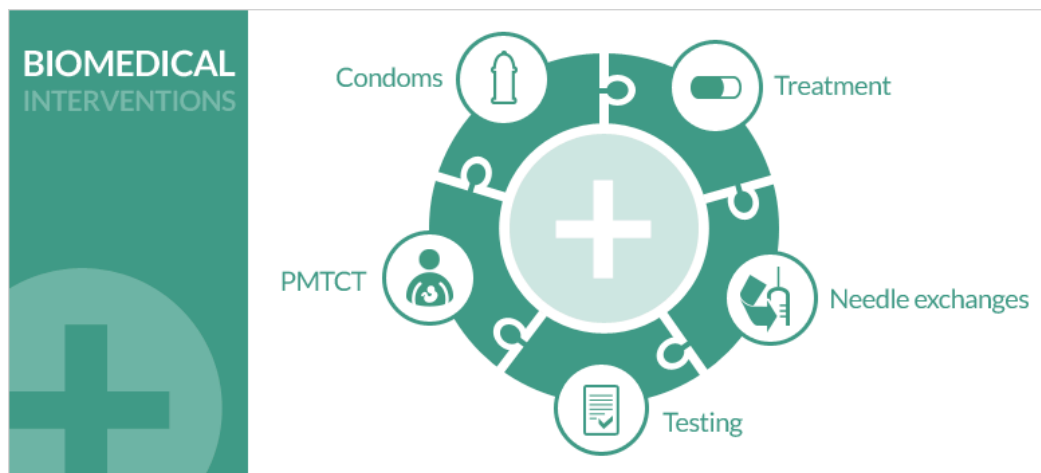 BIOMEDICAL
INTERVENTIONS
Condoms
Treatment
PMTCT
Needle exchanges
Testing